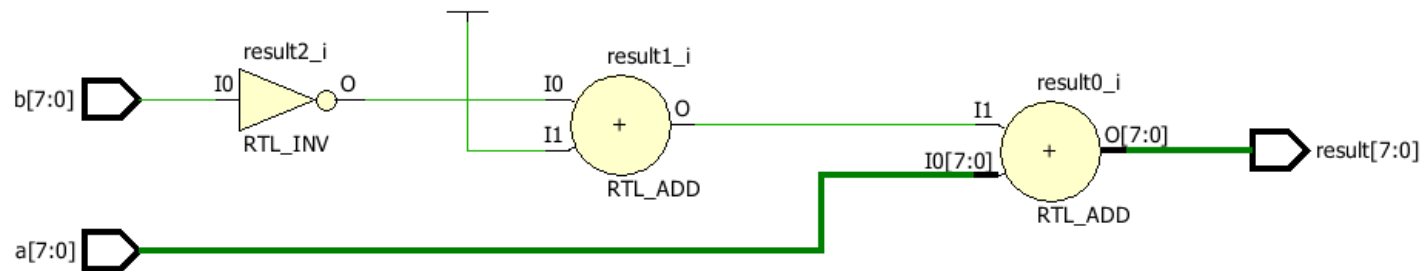 result2_i
b[7:0]
I0
O
RTL_INV
result1_i
I0
I1
O
+
RTL_ADD
result0_i
I1
I0[7:0]
O[7:0]
+
RTL_ADD
result[7:0]
a[7:0]